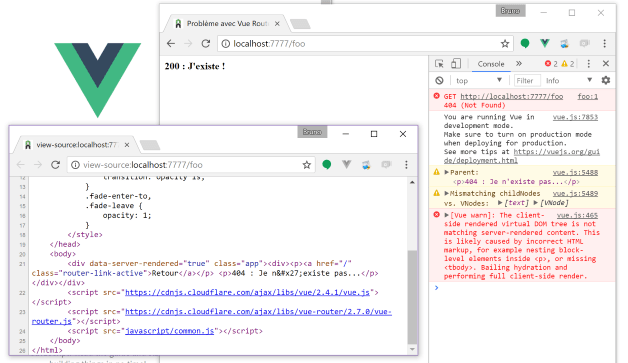 Bruno
Problème avec Vue Rout
localhost:7777/foo
200 : J'existe !
Console
2
2
top
Filter
Info
GET http://localhost:7777/foo foo:1
404 (Not Found)
You are running Vue in vue.js:7853
development mode.
Make sure to turn on production mode
when deploying for production.
See more tips at https://vuejs.org/gui
de/deployment.html
Parent: vue.js:5488
<p>404 : Je n'existe pas...</p>
Mismatching childNodes vue.js:5489
vs. VNodes: [text] [VNode]
[Vue warn]: The client- vue.js:465
side rendered virtual DOM tree is not
matching server-rendered content. This
is likely caused by incorrect HTML
markup, for example nesting block-
level elements inside <p>, or missing
<tbody>. Bailing hydration and
performing full client-side render.
Bruno
view-source:localhost:77
view-source:localhost:7777/foo
12 transition: opacity 1s;
13 }
14 .fade-enter-to,
15 .fade-leave {
16 opacity: 1;
17 }
18 </style>
19 </head>
20 <body>
21 <div data-server-rendered="true" class="app"><div><p><a href="/"
class="router-link-active">Retour</a></p> <p>404 : Je n&#x27;existe pas...</p>
</div></div>
22 <script src="https://cdnjs.cloudflare.com/ajax/libs/vue/2.4.1/vue.js">
</script>
23 <script src="https://cdnjs.cloudflare.com/ajax/libs/vue-router/2.7.0/vue-
router.js"></script>
24 <script src="javascript/common.js"></script>
25 </body>
26 </html>